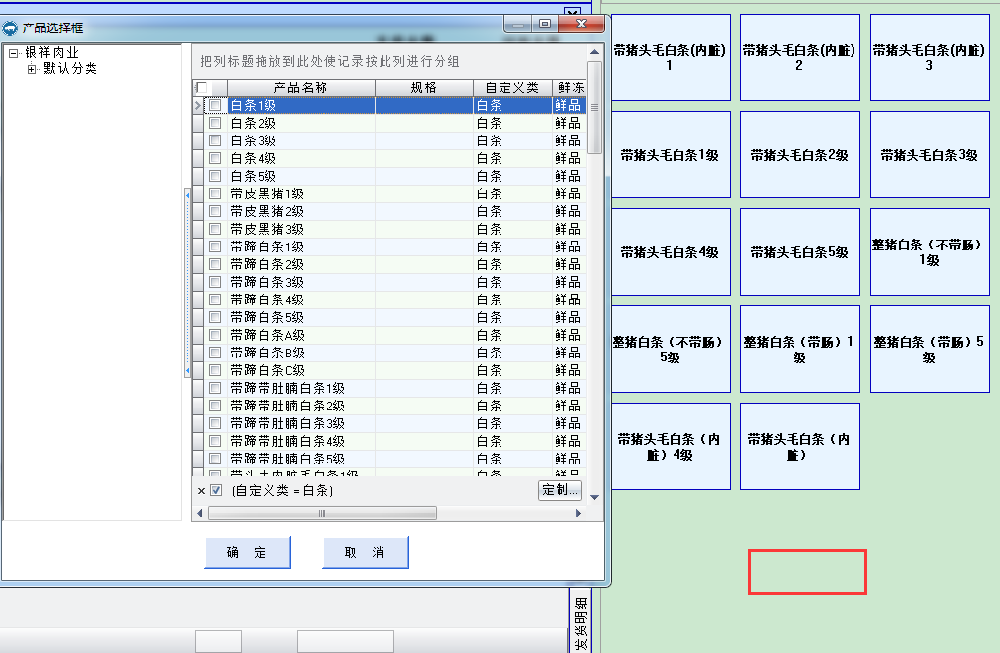 产品选择框
银祥肉业
默认分类
把列标题拖放到此处使记录按此列进行分组
产品名称 规格 自定义类 鲜冻
白条1级 白条 鲜品
白条2级 白条 鲜品
白条3级 白条 鲜品
白条4级 白条 鲜品
白条5级 白条 鲜品
带皮黑猪1级 白条 鲜品
带皮黑猪2级 白条 鲜品
带皮黑猪3级 白条 鲜品
带蹄白条1级 白条 鲜品
带蹄白条2级 白条 鲜品
带蹄白条3级 白条 鲜品
带蹄白条4级 白条 鲜品
带蹄白条5级 白条 鲜品
带蹄白条A级 白条 鲜品
带蹄白条B级 白条 鲜品
带蹄白条C级 白条 鲜品
带蹄带肚腩白条1级 白条 鲜品
带蹄带肚腩白条2级 白条 鲜品
带蹄带肚腩白条3级 白条 鲜品
带蹄带肚腩白条4级 白条 鲜品
带蹄带肚腩白条5级 白条 鲜品
(自定义类 = 白条)
定制...
确 定
取 消
带猪头毛白条(内脏)
1
带猪头毛白条(内脏)
2
带猪头毛白条(内脏)
3
带猪头毛白条1级
带猪头毛白条2级
带猪头毛白条3级
带猪头毛白条4级
带猪头毛白条5级
整猪白条（不带肠）
1级
整猪白条（不带肠）
5级
整猪白条（带肠）1
级
整猪白条（带肠）5
级
带猪头毛白条（内
脏）4级
带猪头毛白条（内
脏）
发货明细